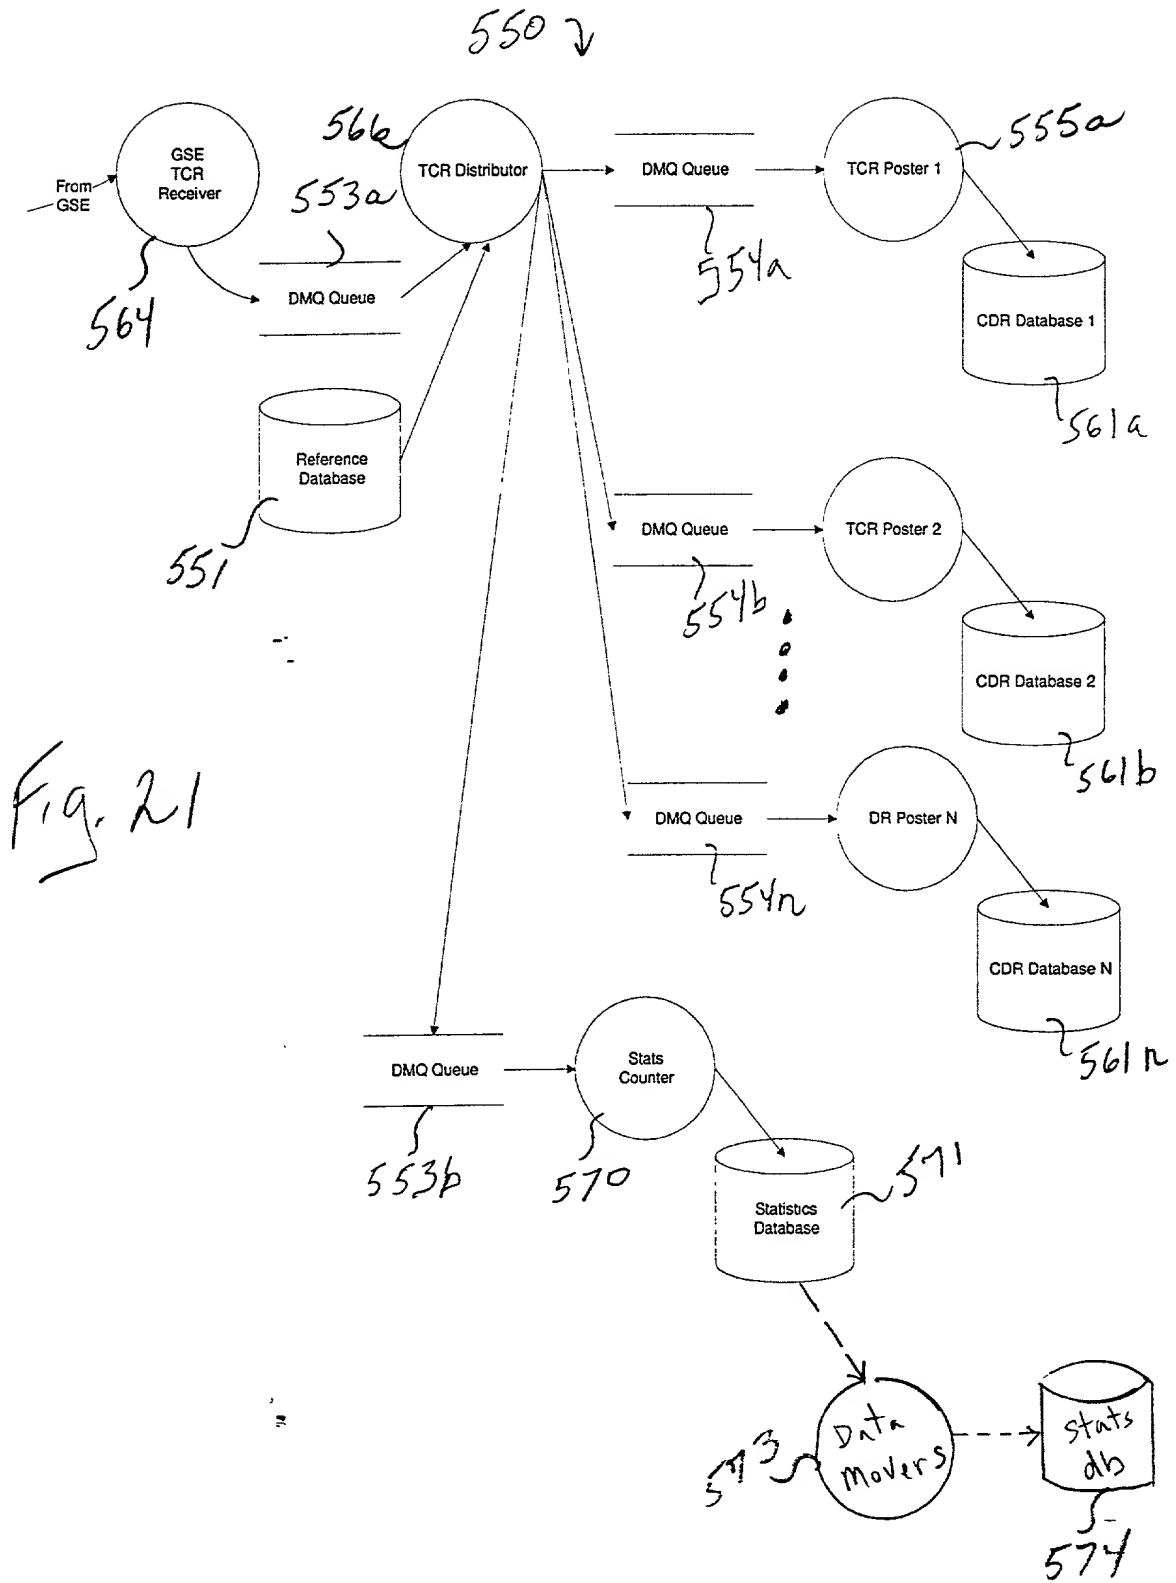 550
566
555a
GSE
TCR
Receiver
TCR Distributor
DMQ Queue
TCR Poster 1
From
GSE
553a
554a
564
DMQ Queue
CDR Database 1
561a
Reference
Database
551
DMQ Queue
TCR Poster 2
554b
CDR Database 2
561b
Fig. 21
DMQ Queue
DR Poster N
554n
CDR Database N
561n
DMQ Queue
Stats
Counter
553b
570
571
Statistics
Database
573
Data
movers
stats
db
574